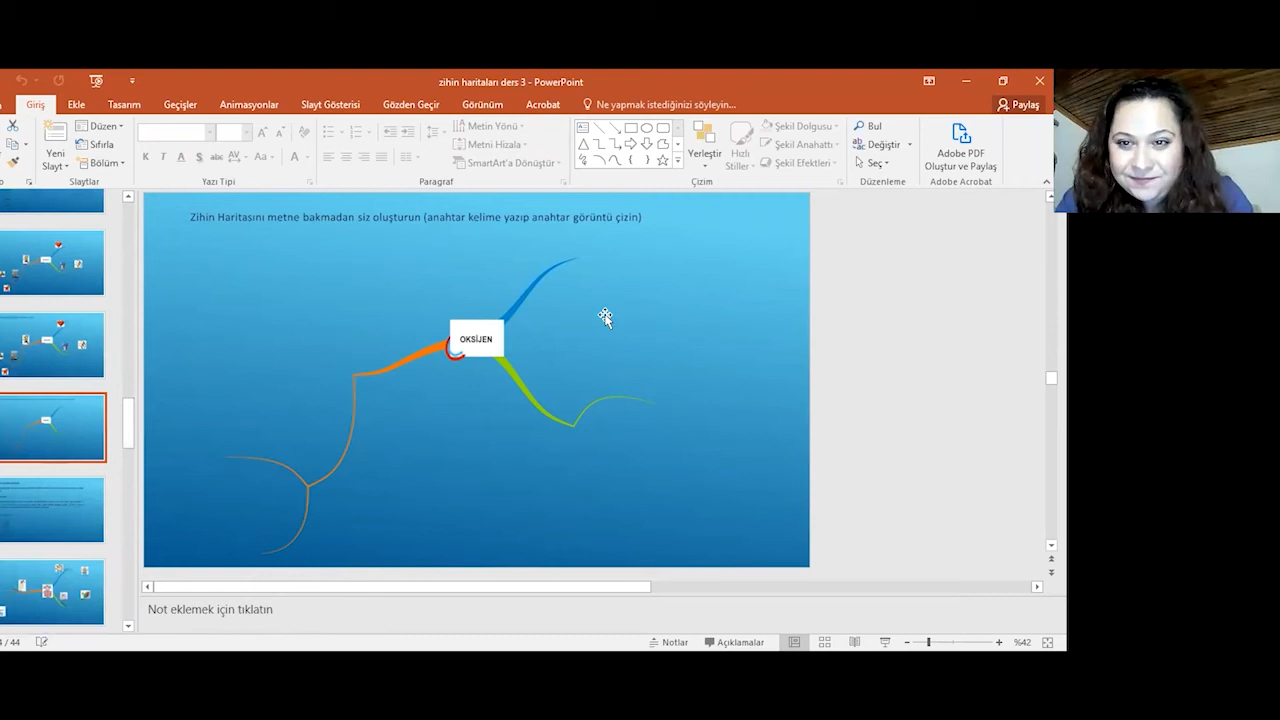 zihin haritaları ders 3 - PowerPoint
Giriş Ekle Tasarım Geçişler Animasyonlar Slayt Gösterisi Gözden Geçir Görünüm Acrobat Ne yapmak istediğinizi söyleyin... Paylaş
Yeni Slayt
Düzen
Sıfırla
Bölüm
Slaytlar
K T A S abc AV Aa A
Yazı Tipi
Metin Yönü
Metni Hizala
SmartArt'a Dönüştür
Paragraf
Yerleştir
Hızlı Stiller
Şekil Dolgusu
Şekil Anahattı
Şekil Efektleri
Çizim
Bul
Değiştir
Seç
Düzenleme
Adobe PDF Oluştur ve Paylaş
Adobe Acrobat
Zihin Haritasını metne bakmadan siz oluşturun (anahtar kelime yazıp anahtar görüntü çizin)
OKSİJEN
Not eklemek için tıklatın
/ 44 Notlar Açıklamalar %42